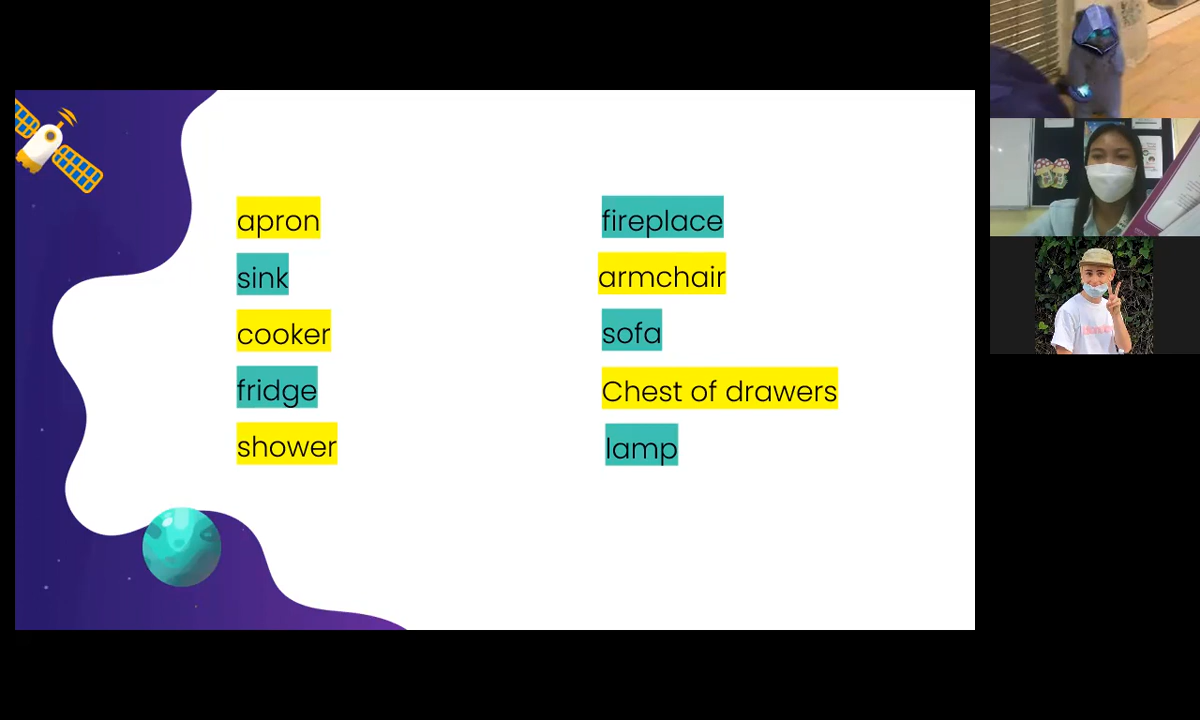 apron
sink
cooker
fridge
shower
fireplace
armchair
sofa
Chest of drawers
lamp